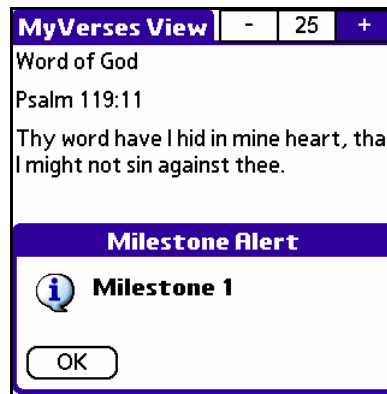 MyVerses View - 25 +
Word of God
Psalm 119:11
Thy word have I hid in mine heart, tha
I might not sin against thee.
Milestone Alert
Milestone 1
OK